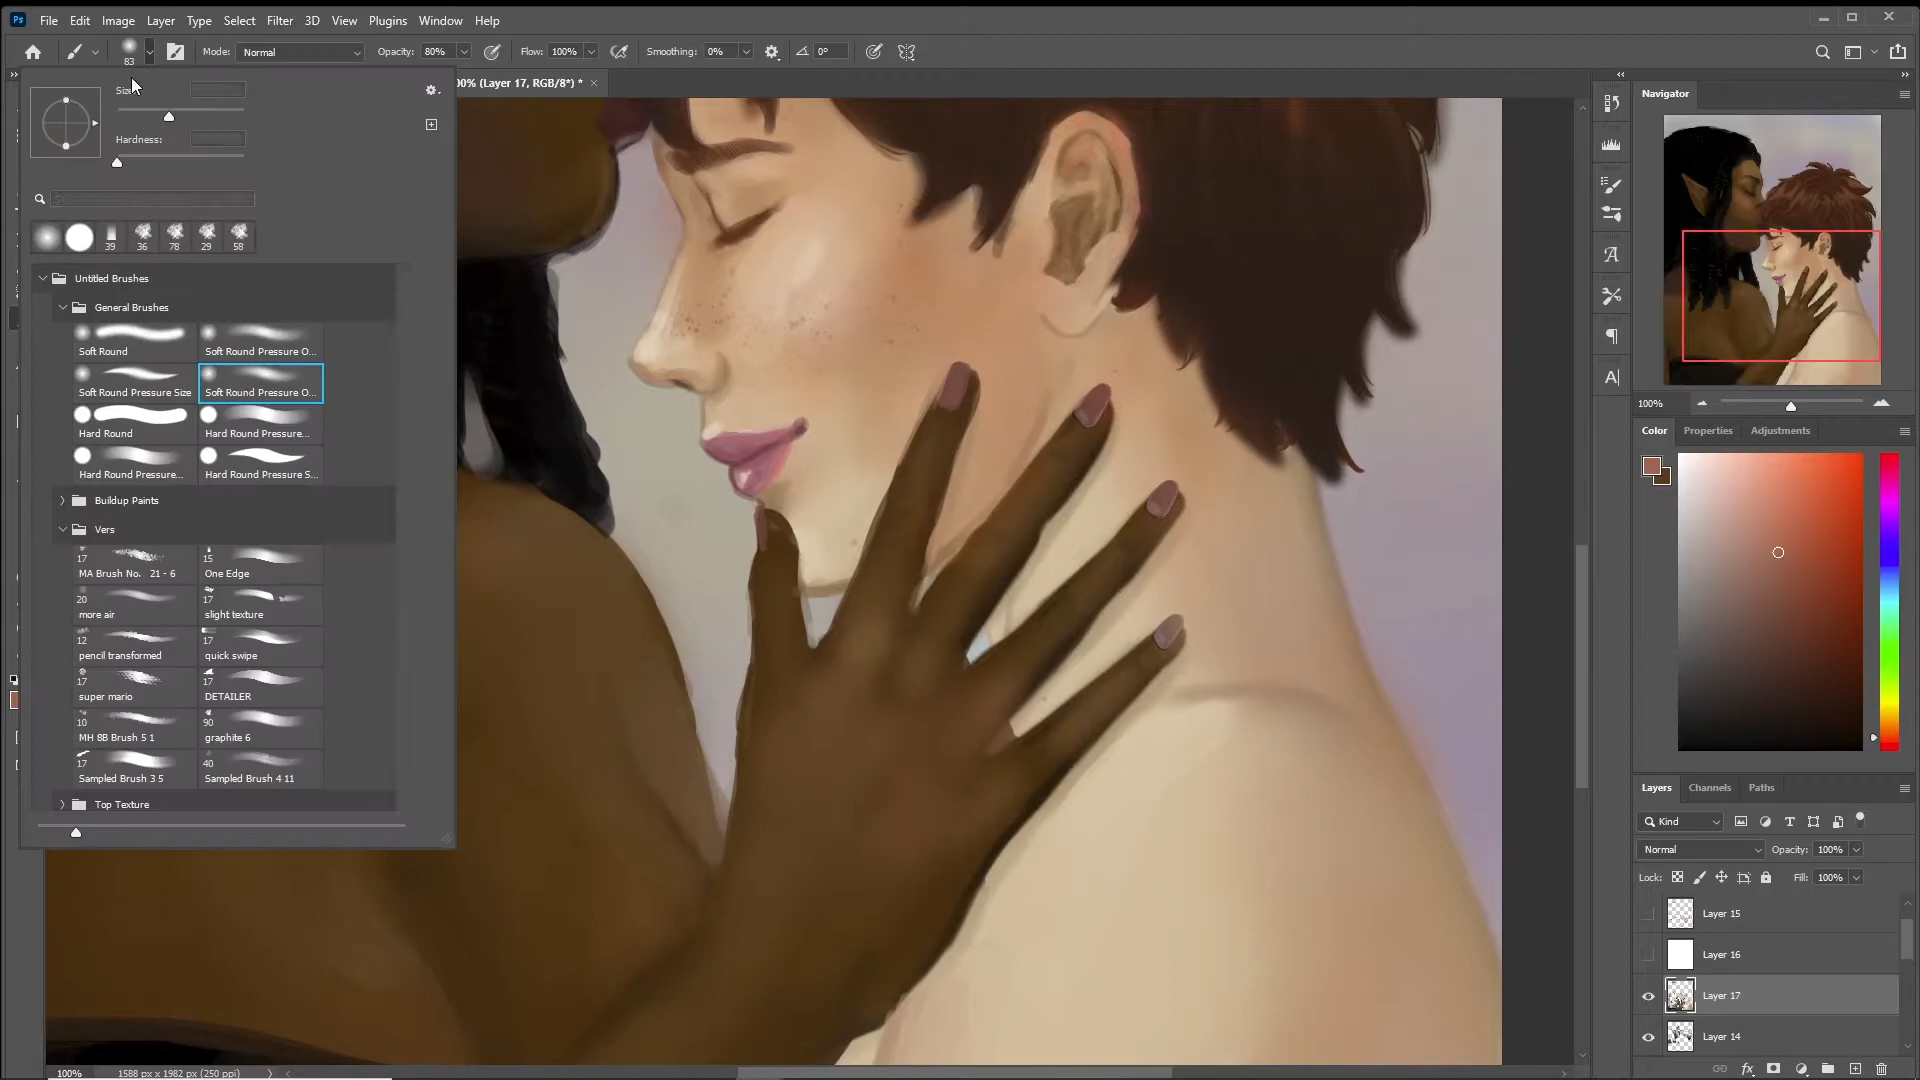 Ps File Edit Image Layer Type Select Filter 3D View Plugins Window Help
83 Mode: Normal Opacity: 80% Flow: 100% Smoothing: 0% 0°
00% (Layer 17, RGB/8*) * ×
Size:
Hardness:
39 36 78 29 58
Untitled Brushes
General Brushes
Soft Round Soft Round Pressure O...
Soft Round Pressure Size Soft Round Pressure O...
Hard Round Hard Round Pressure...
Hard Round Pressure... Hard Round Pressure S...
Buildup Paints
Vers
17 15
MA Brush No. 21 - 6 One Edge
20 17
more air slight texture
12 17
pencil transformed quick swipe
17 17
super mario DETAILER
10 90
MH 8B Brush 5 1 graphite 6
17 40
Sampled Brush 3 5 Sampled Brush 4 11
Top Texture
100% 1588 px x 1982 px (250 ppi)
Navigator
100%
Color Properties Adjustments
Layers Channels Paths
Kind
Normal Opacity: 100%
Lock: Fill: 100%
Layer 15
Layer 16
Layer 17
Layer 14